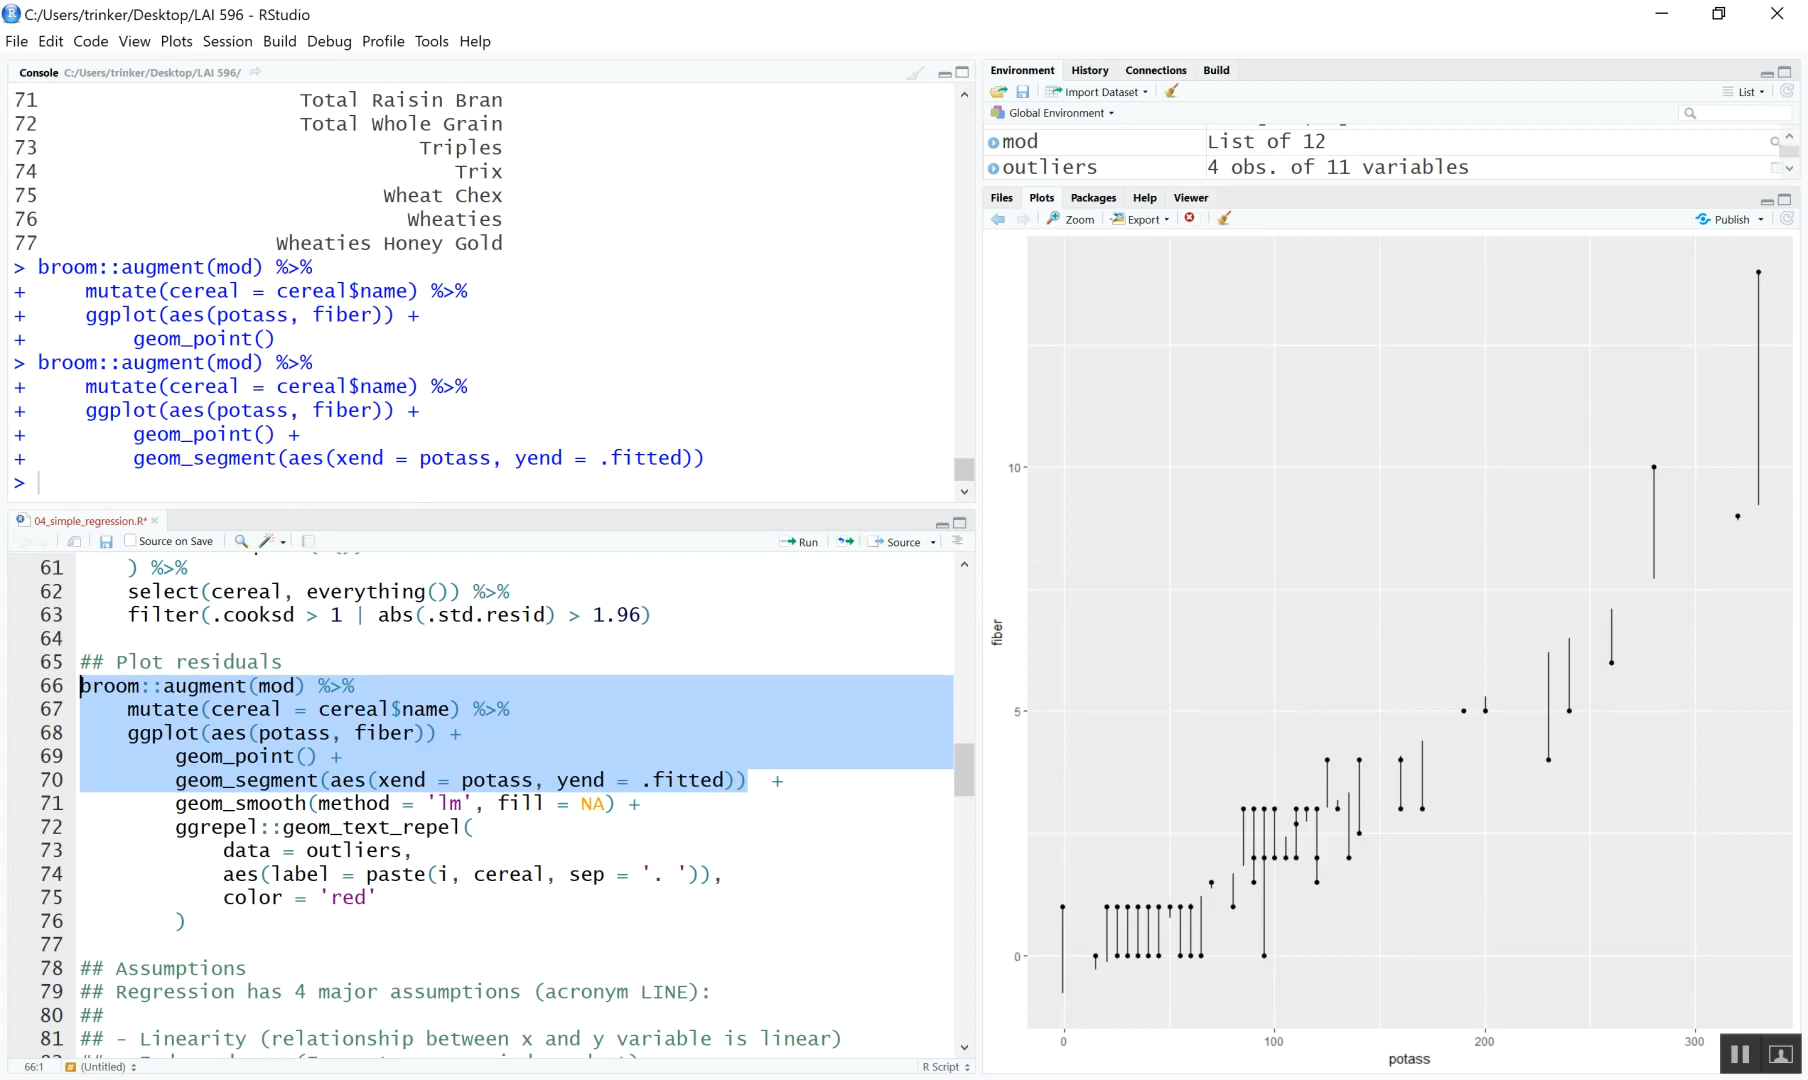 C:/Users/trinker/Desktop/LAI 596 - RStudio
File Edit Code View Plots Session Build Debug Profile Tools Help
Console C:/Users/trinker/Desktop/LAI 596/
71 Total Raisin Bran
72 Total Whole Grain
73 Triples
74 Trix
75 Wheat Chex
76 Wheaties
77 Wheaties Honey Gold
> broom::augment(mod) %>%
+ mutate(cereal = cereal$name) %>%
+ ggplot(aes(potass, fiber)) +
+ geom_point()
> broom::augment(mod) %>%
+ mutate(cereal = cereal$name) %>%
+ ggplot(aes(potass, fiber)) +
+ geom_point() +
+ geom_segment(aes(xend = potass, yend = .fitted))
>
04_simple_regression.R*
Source on Save Run Source
61 ) %>%
62 select(cereal, everything()) %>%
63 filter(.cooksd > 1 | abs(.std.resid) > 1.96)
64
65 ## Plot residuals
66 broom::augment(mod) %>%
67 mutate(cereal = cereal$name) %>%
68 ggplot(aes(potass, fiber)) +
69 geom_point() +
70 geom_segment(aes(xend = potass, yend = .fitted)) +
71 geom_smooth(method = 'lm', fill = NA) +
72 ggrepel::geom_text_repel(
73 data = outliers,
74 aes(label = paste(i, cereal, sep = '. ')),
75 color = 'red'
76 )
77
78 ## Assumptions
79 ## Regression has 4 major assumptions (acronym LINE):
80 ##
81 ## - Linearity (relationship between x and y variable is linear)
66:1 (Untitled) R Script
Environment History Connections Build
Import Dataset List
Global Environment
mod List of 12
outliers 4 obs. of 11 variables
Files Plots Packages Help Viewer
Zoom Export Publish
10
5
0
fiber
0 100 200 300
potass